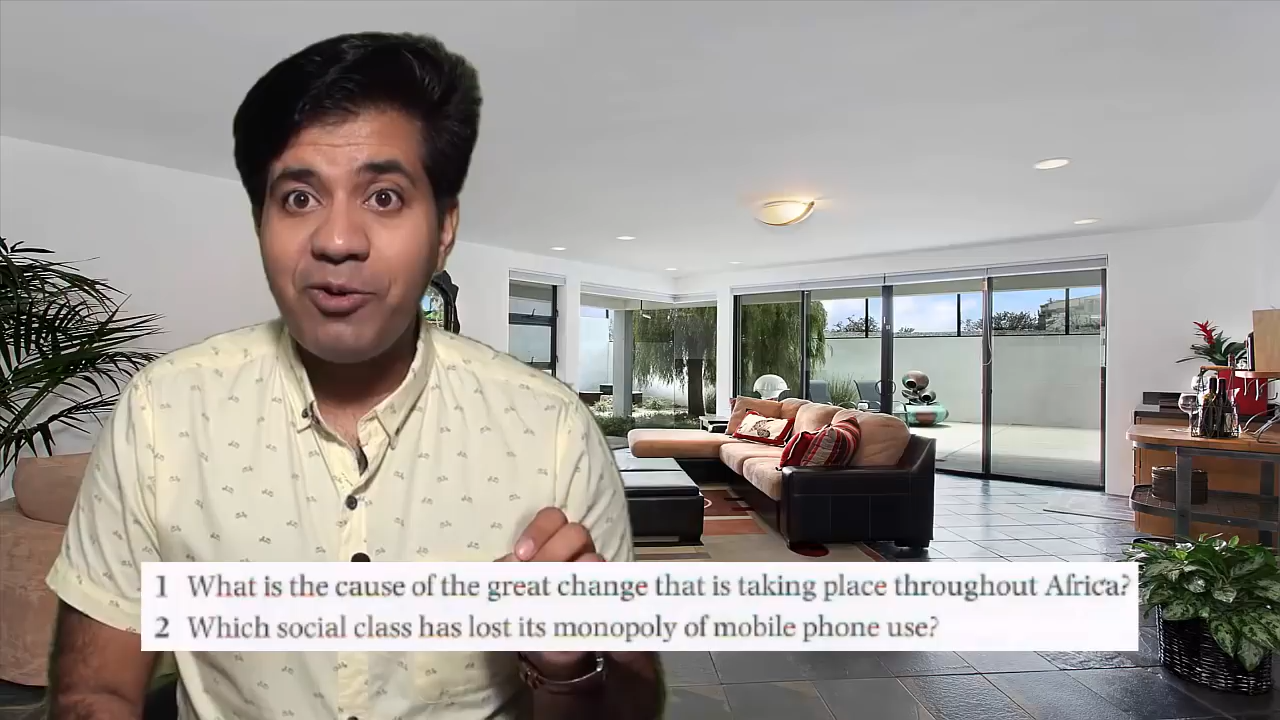 1 What is the cause of the great change that is taking place throughout Africa?
2 Which social class has lost its monopoly of mobile phone use?